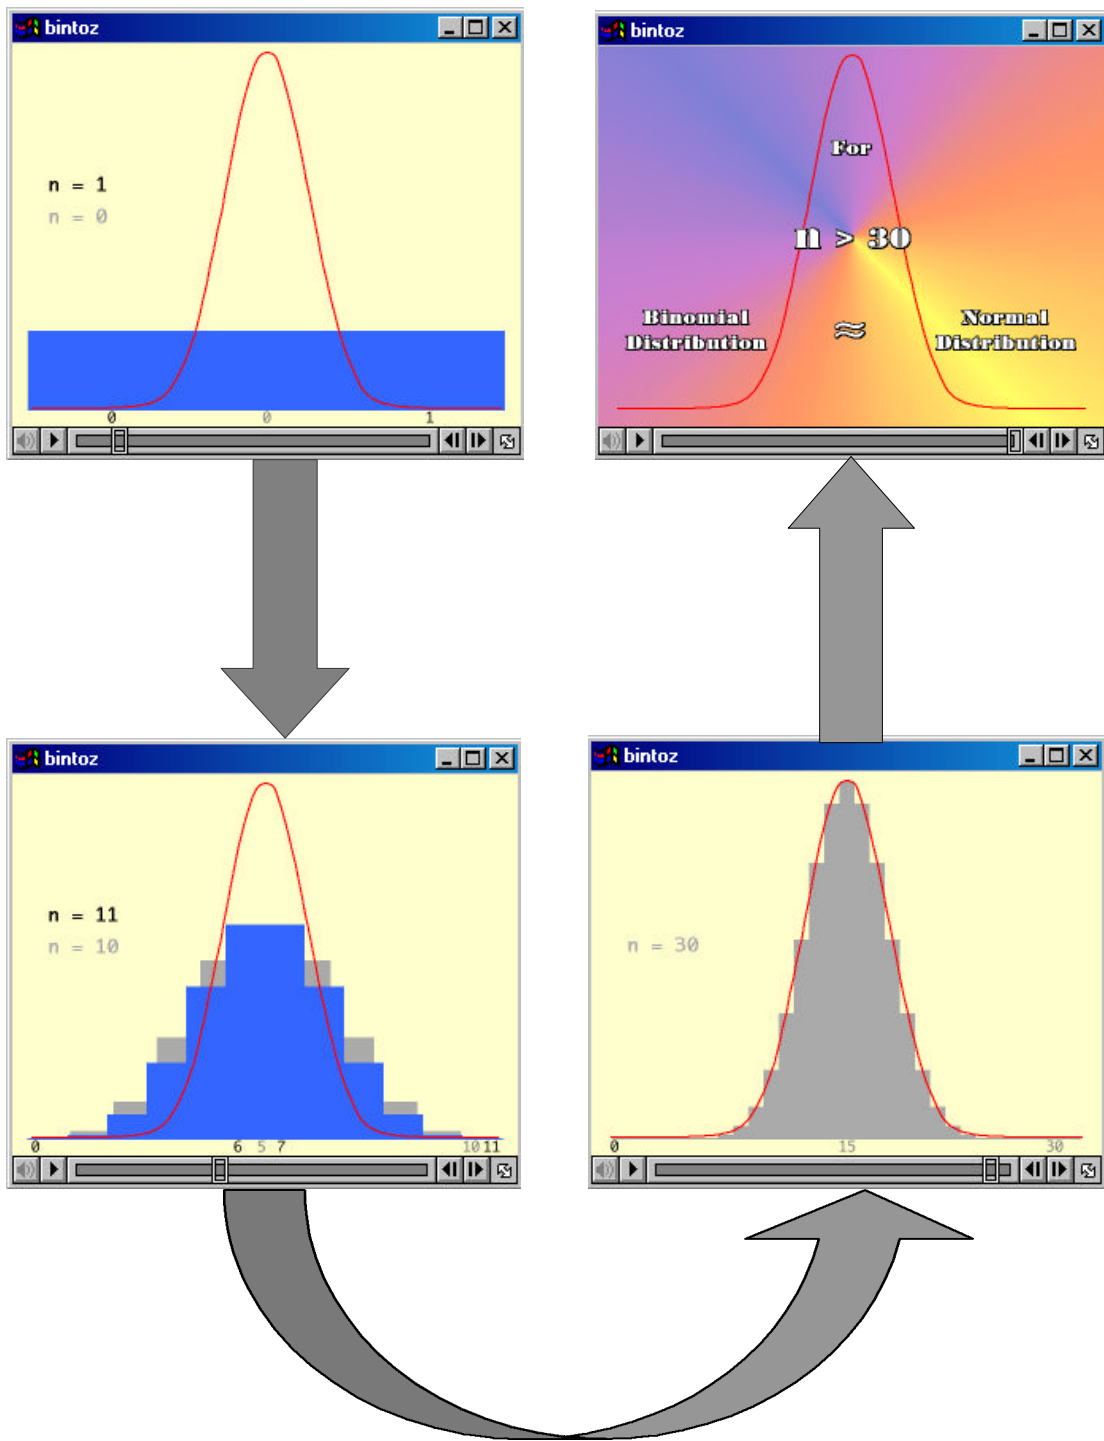 bintoz
n = 1
n = 0
0 0 1
bintoz
n = 11
n = 10
0 6 5 7 10 11
bintoz
n = 30
0 15 30
bintoz
For
n > 30
Binomial
Distribution
≈
Normal
Distribution